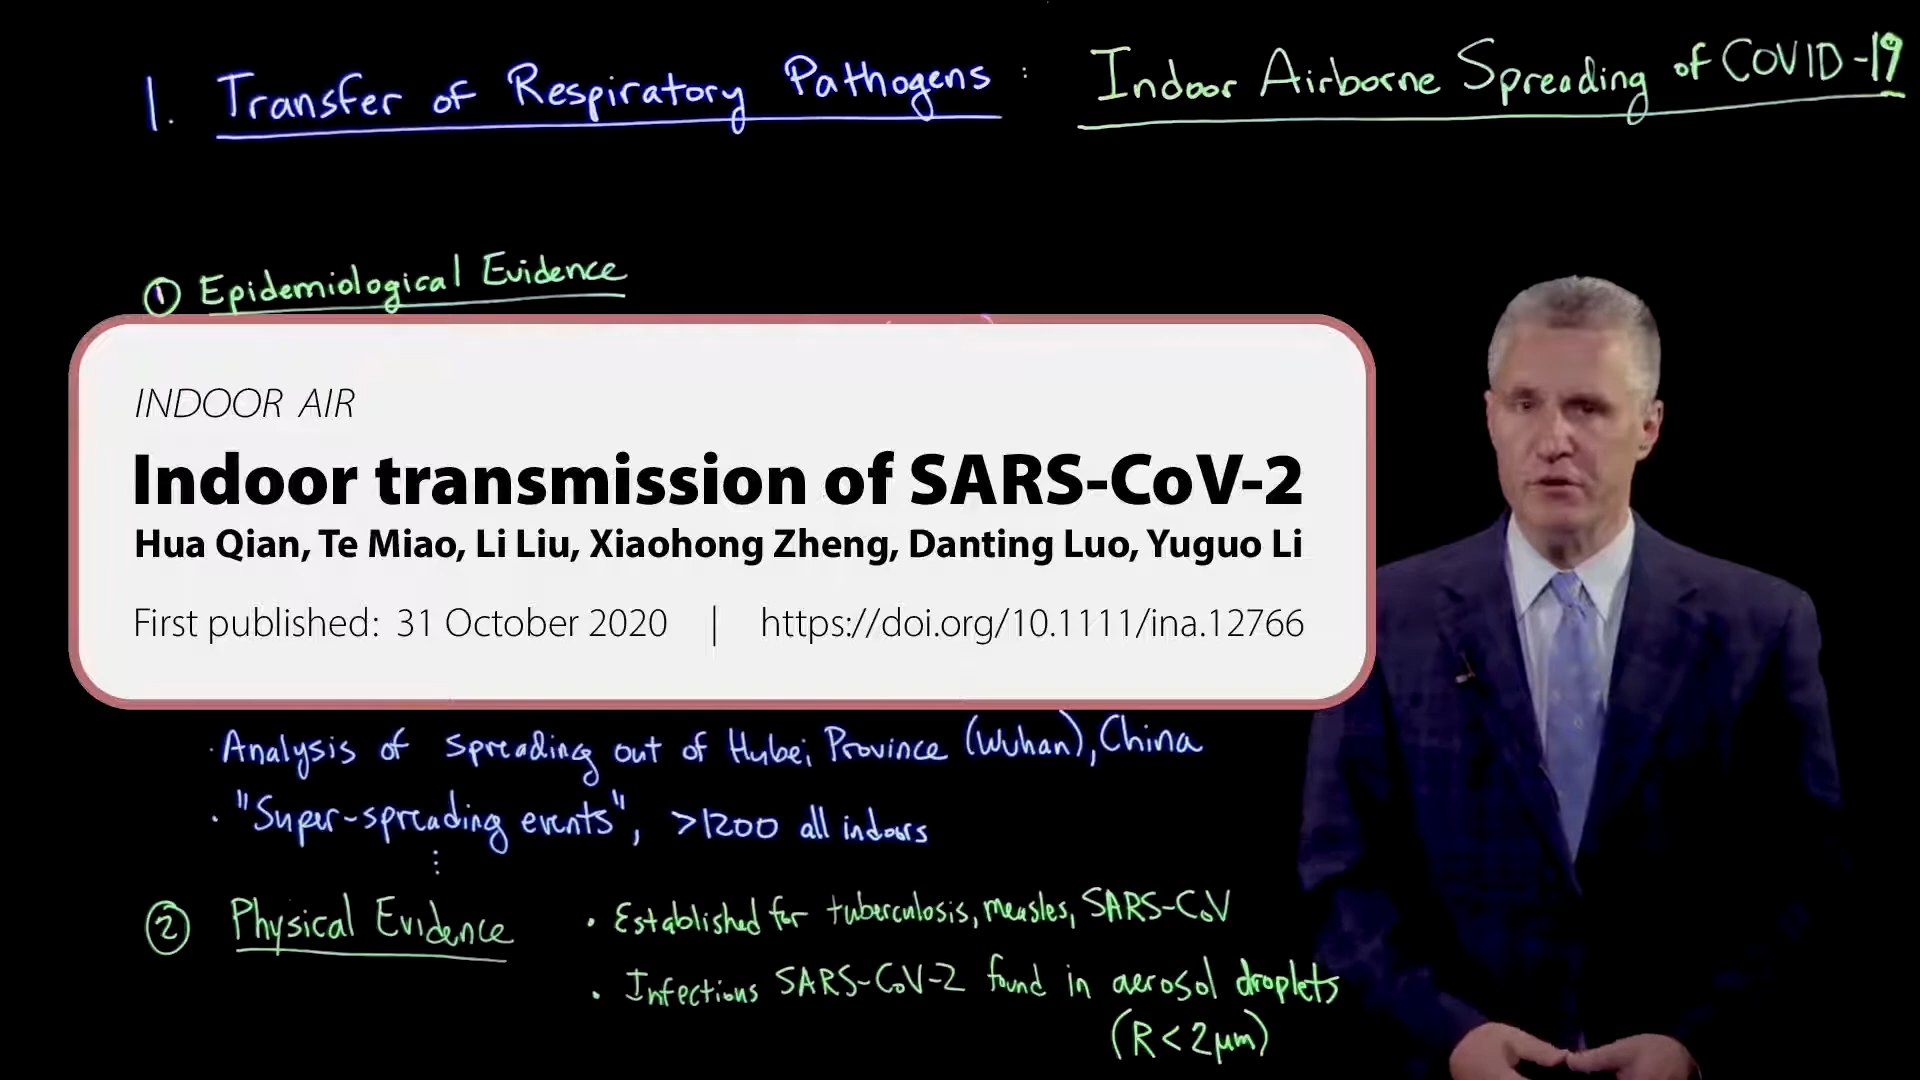 1. Transfer of Respiratory Pathogens : Indoor Airborne Spreading of COVID-19
① Epidemiological Evidence
INDOOR AIR
Indoor transmission of SARS-CoV-2
Hua Qian, Te Miao, Li Liu, Xiaohong Zheng, Danting Luo, Yuguo Li
First published: 31 October 2020 | https://doi.org/10.1111/ina.12766
· Analysis of spreading out of Hubei Province (Wuhan), China
· "Super-spreading events", >1200 all indoors
⋮
② Physical Evidence · Established for tuberculosis, measles, SARS-CoV
· Infectious SARS-CoV-2 found in aerosol droplets
(R < 2μm)